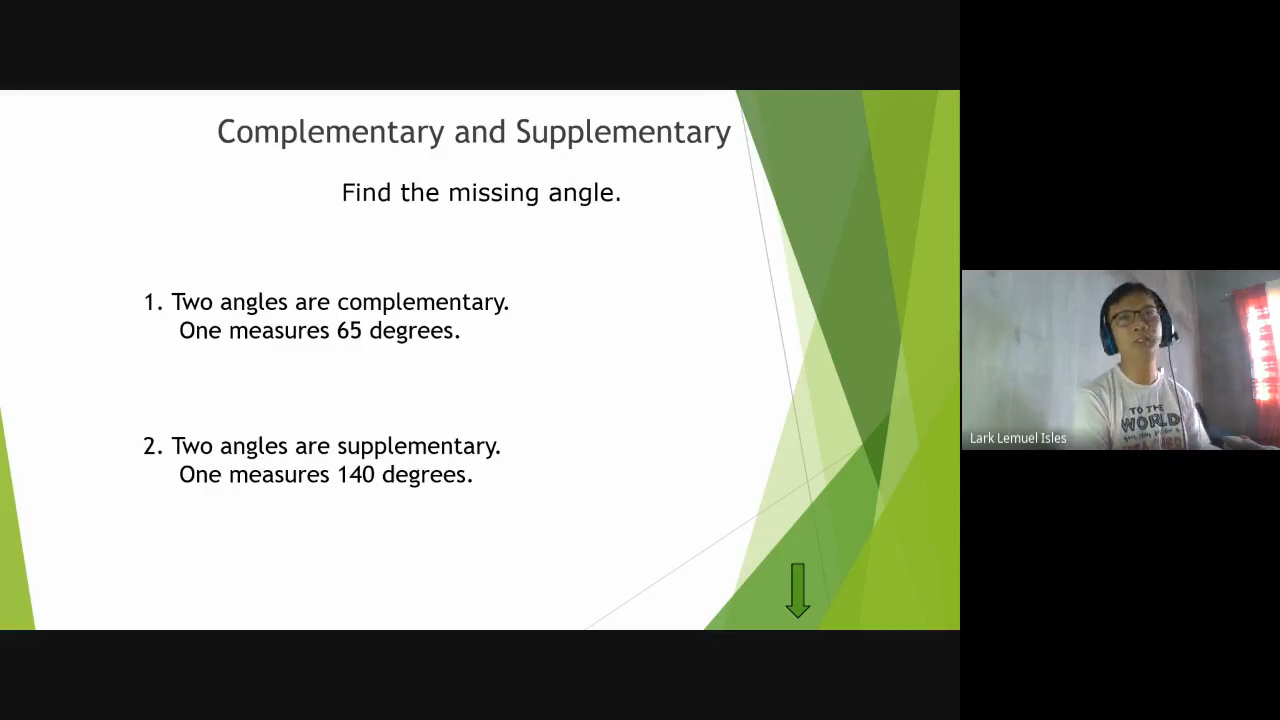 Complementary and Supplementary
Find the missing angle.
1. Two angles are complementary.
One measures 65 degrees.
2. Two angles are supplementary.
One measures 140 degrees.
Lark Lemuel Isles
TO THE
WORLD